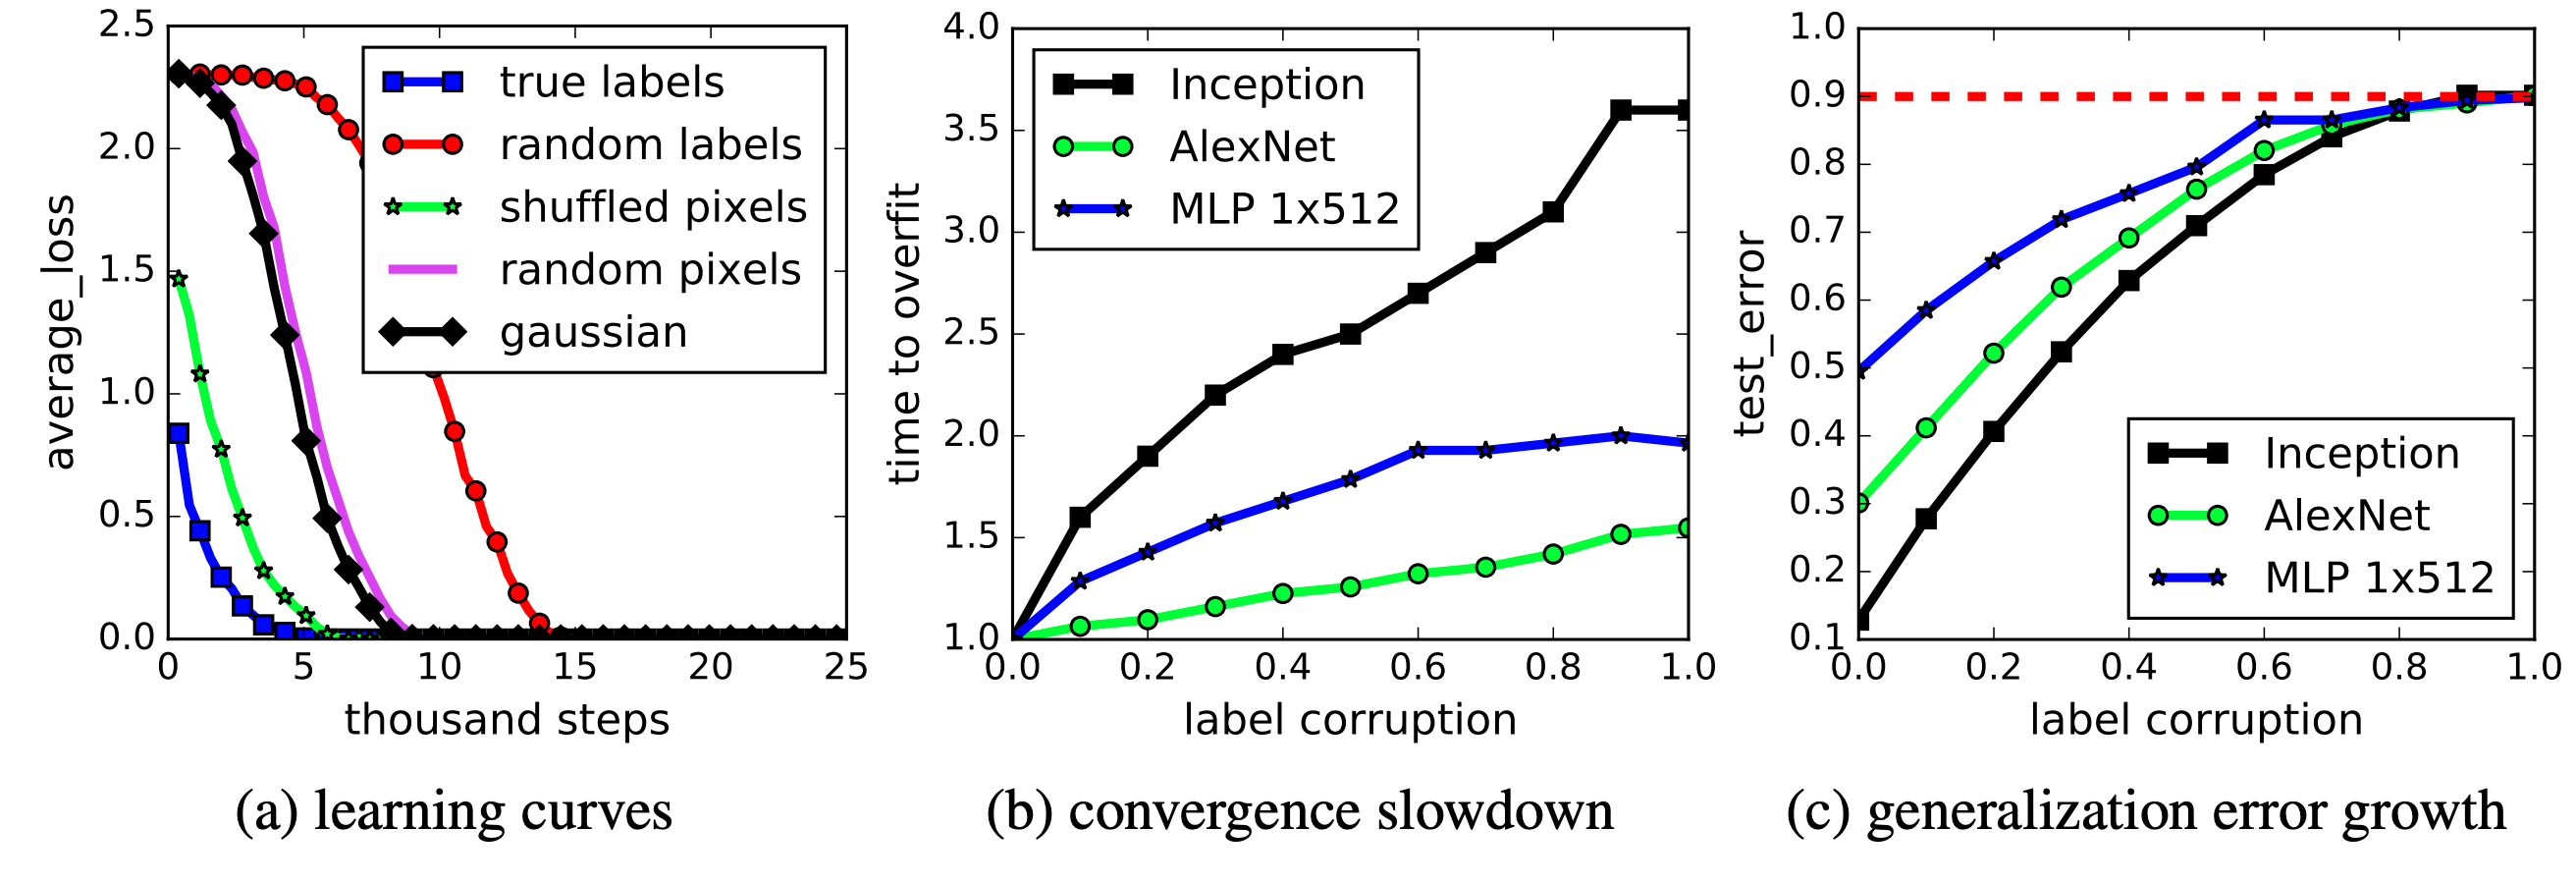 2.5
2.0
1.5
1.0
0.5
0.0
0 5 10 15 20 25
average_loss
thousand steps
true labels
random labels
shuffled pixels
random pixels
gaussian
(a) learning curves
4.0
3.5
3.0
2.5
2.0
1.5
1.0
0.0 0.2 0.4 0.6 0.8 1.0
time to overfit
label corruption
Inception
AlexNet
MLP 1x512
(b) convergence slowdown
1.0
0.9
0.8
0.7
0.6
0.5
0.4
0.3
0.2
0.1
0.0 0.2 0.4 0.6 0.8 1.0
test_error
label corruption
Inception
AlexNet
MLP 1x512
(c) generalization error growth